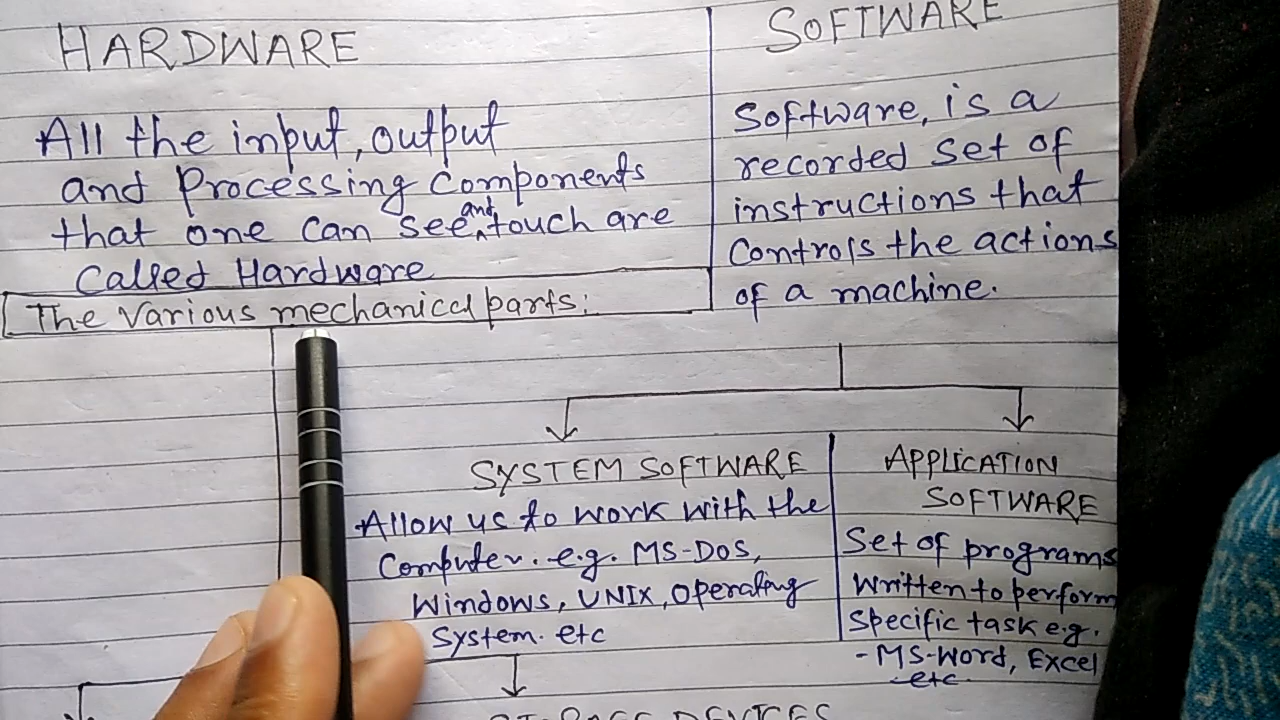 HARDWARE
All the input, output
and Processing Components
that one can see and touch are
Called Hardware
The Various mechanical parts:
SOFTWARE
Software, is a
recorded set of
instructions that
Controls the actions
of a machine.
SYSTEM SOFTWARE
Allow us to work with the
Computer. e.g. MS-DOS,
Windows, UNIX, Operating
System. etc
APPLICATION
SOFTWARE
Set of programs
written to perform
Specific task e.g.
- MS-Word, Excel
etc.
DEVICES